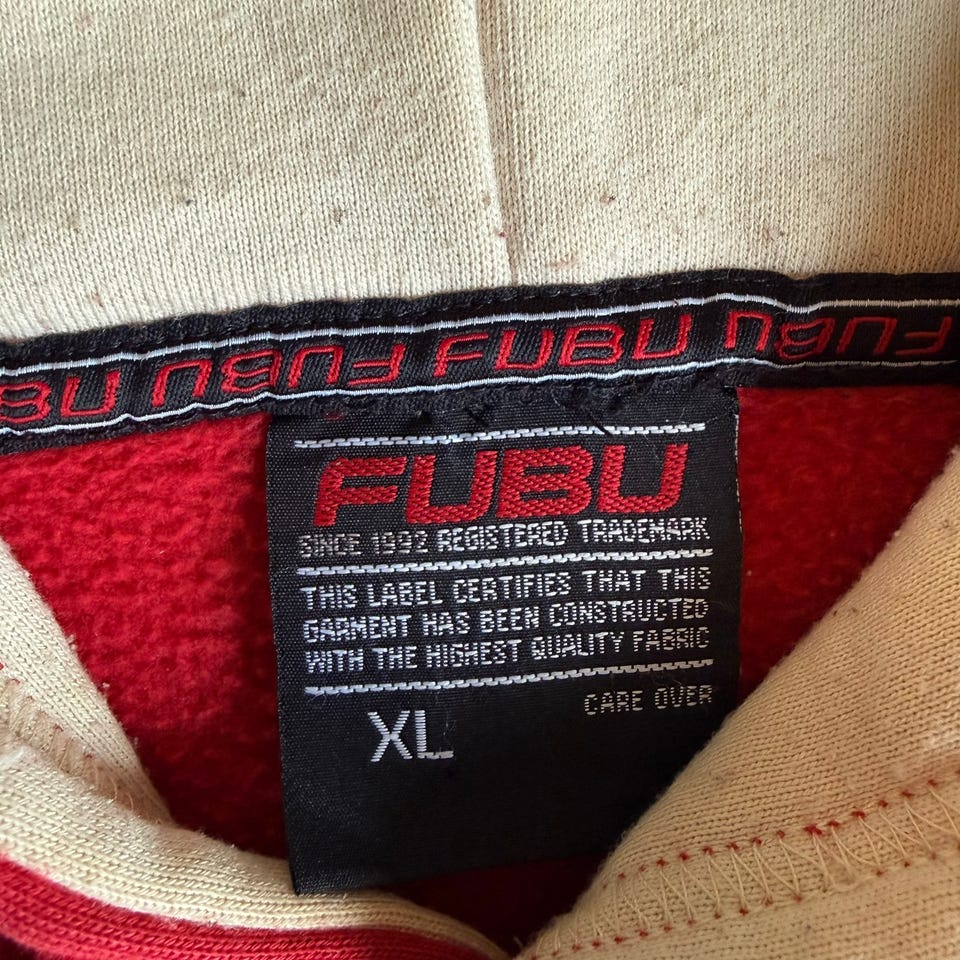 BU FUBU FUBU FUBU
FUBU
SINCE 1992 REGISTERED TRADEMARK
THIS LABEL CERTIFIES THAT THIS
GARMENT HAS BEEN CONSTRUCTED
WITH THE HIGHEST QUALITY FABRIC
CARE OVER
XL